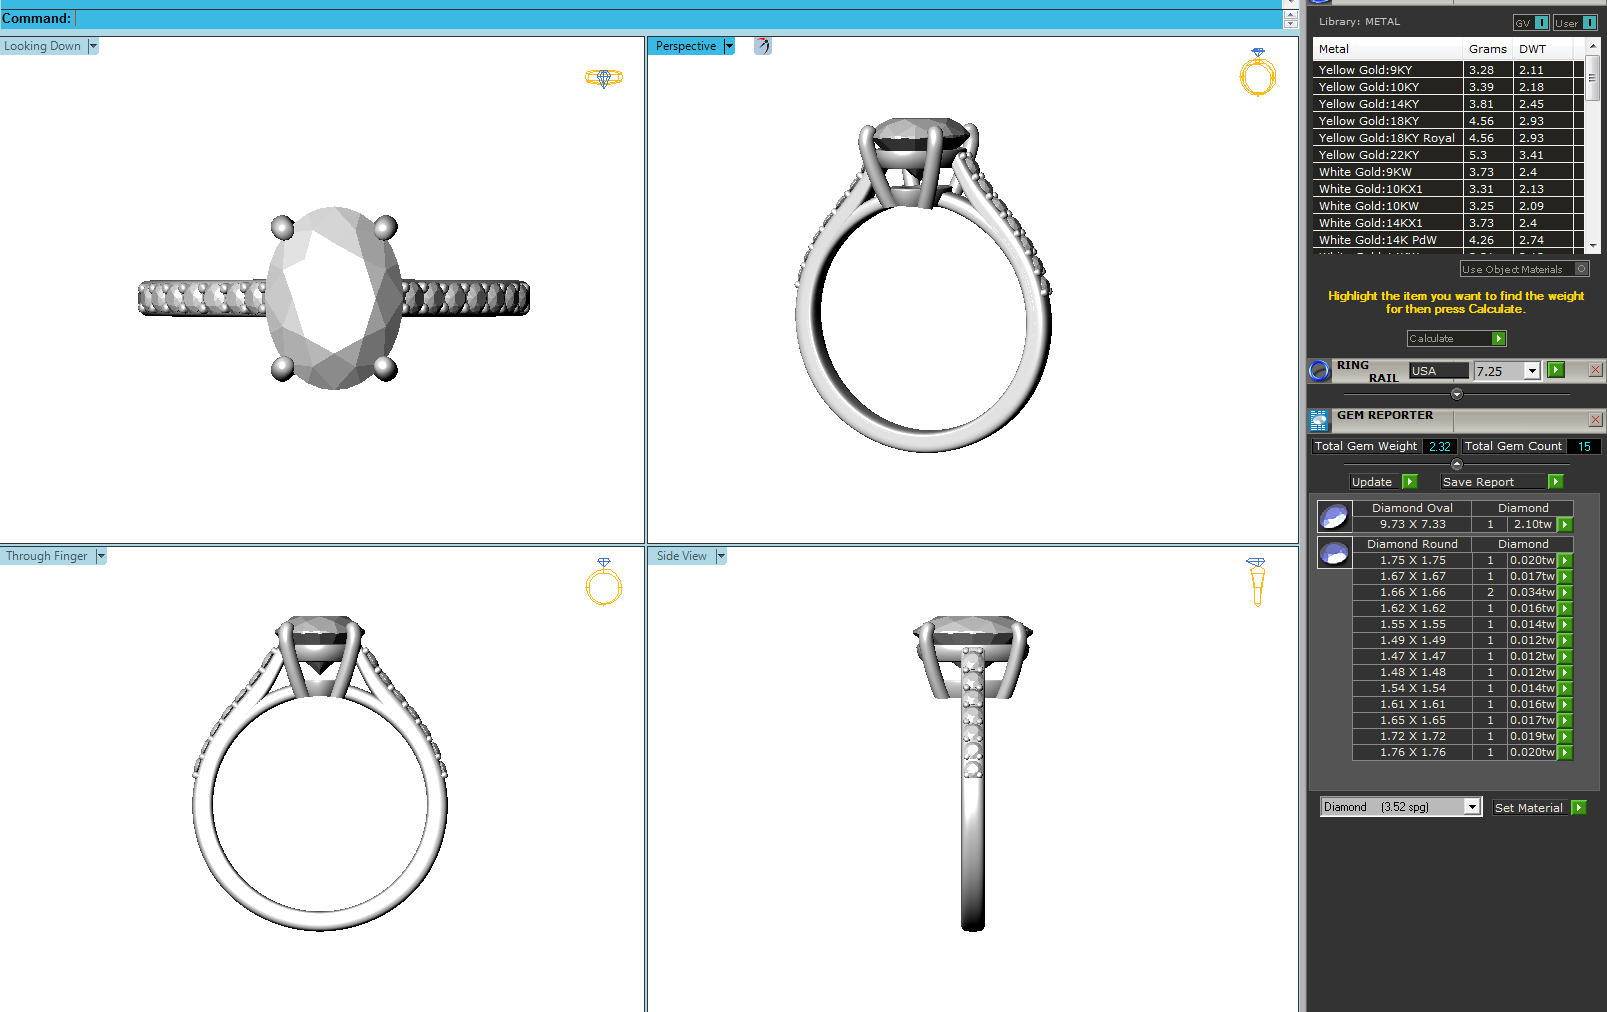 Command:
Looking Down
Perspective
Through Finger
Side View
Library: METAL
GV
User
Metal Grams DWT
Yellow Gold:9KY 3.28 2.11
Yellow Gold:10KY 3.39 2.18
Yellow Gold:14KY 3.81 2.45
Yellow Gold:18KY 4.56 2.93
Yellow Gold:18KY Royal 4.56 2.93
Yellow Gold:22KY 5.3 3.41
White Gold:9KW 3.73 2.4
White Gold:10KX1 3.31 2.13
White Gold:10KW 3.25 2.09
White Gold:14KX1 3.73 2.4
White Gold:14K PdW 4.26 2.74
Use Object Materials
Highlight the item you want to find the weight
for then press Calculate.
Calculate
RING
RAIL USA 7.25
GEM REPORTER
Total Gem Weight 2.32 Total Gem Count 15
Update Save Report
Diamond Oval Diamond
9.73 X 7.33 1 2.10tw
Diamond Round Diamond
1.75 X 1.75 1 0.020tw
1.67 X 1.67 1 0.017tw
1.66 X 1.66 2 0.034tw
1.62 X 1.62 1 0.016tw
1.55 X 1.55 1 0.014tw
1.49 X 1.49 1 0.012tw
1.47 X 1.47 1 0.012tw
1.48 X 1.48 1 0.012tw
1.54 X 1.54 1 0.014tw
1.61 X 1.61 1 0.016tw
1.65 X 1.65 1 0.017tw
1.72 X 1.72 1 0.019tw
1.76 X 1.76 1 0.020tw
Diamond (3.52 spg) Set Material